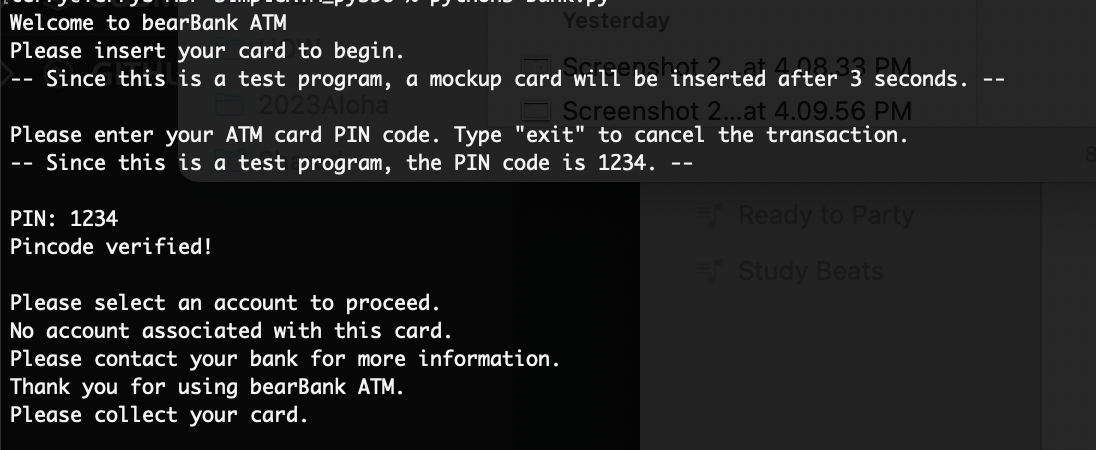 Welcome to bearBank ATM
Please insert your card to begin.
-- Since this is a test program, a mockup card will be inserted after 3 seconds. --
Please enter your ATM card PIN code. Type "exit" to cancel the transaction.
-- Since this is a test program, the PIN code is 1234. --
PIN: 1234
Pincode verified!
Please select an account to proceed.
No account associated with this card.
Please contact your bank for more information.
Thank you for using bearBank ATM.
Please collect your card.
Yesterday
Screenshot 2...at 4.08.33 PM
Screenshot 2...at 4.09.56 PM
2023Aloha
Ready to Party
Study Beats